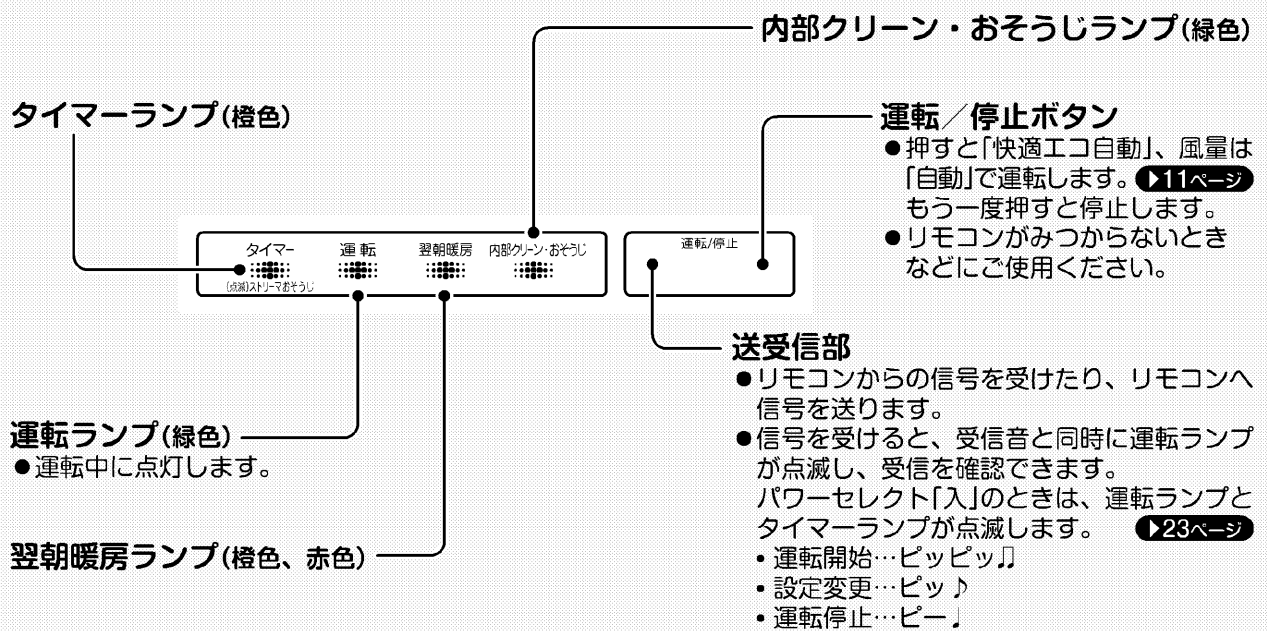 内部クリーン・おそうじランプ(緑色)
タイマーランプ(橙色)
運転／停止ボタン
●押すと「快適エコ自動」、風量は
「自動」で運転します。▶11ページ
もう一度押すと停止します。
●リモコンがみつからないとき
などにご使用ください。
タイマー
(点滅)ストリーマおそうじ
運転
翌朝暖房
内部クリーン・おそうじ
運転/停止
送受信部
●リモコンからの信号を受けたり、リモコンへ
信号を送ります。
●信号を受けると、受信音と同時に運転ランプ
が点滅し、受信を確認できます。
パワーセレクト「入」のときは、運転ランプと
タイマーランプが点滅します。 ▶23ページ
・運転開始…ピッピッ♫
・設定変更…ピッ♪
・運転停止…ピー♩
運転ランプ(緑色)
●運転中に点灯します。
翌朝暖房ランプ(橙色、赤色)